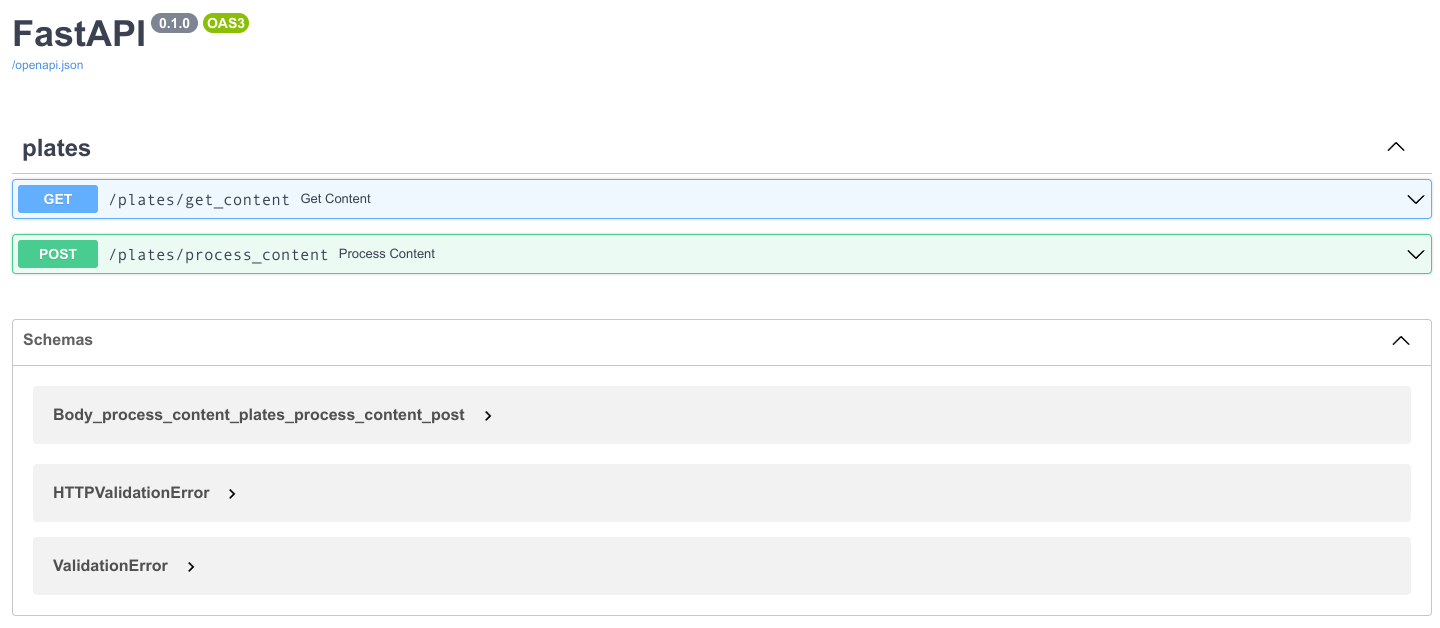 FastAPI 0.1.0 OAS3
/openapi.json
plates
GET /plates/get_content Get Content
POST /plates/process_content Process Content
Schemas
Body_process_content_plates_process_content_post
HTTPValidationError
ValidationError